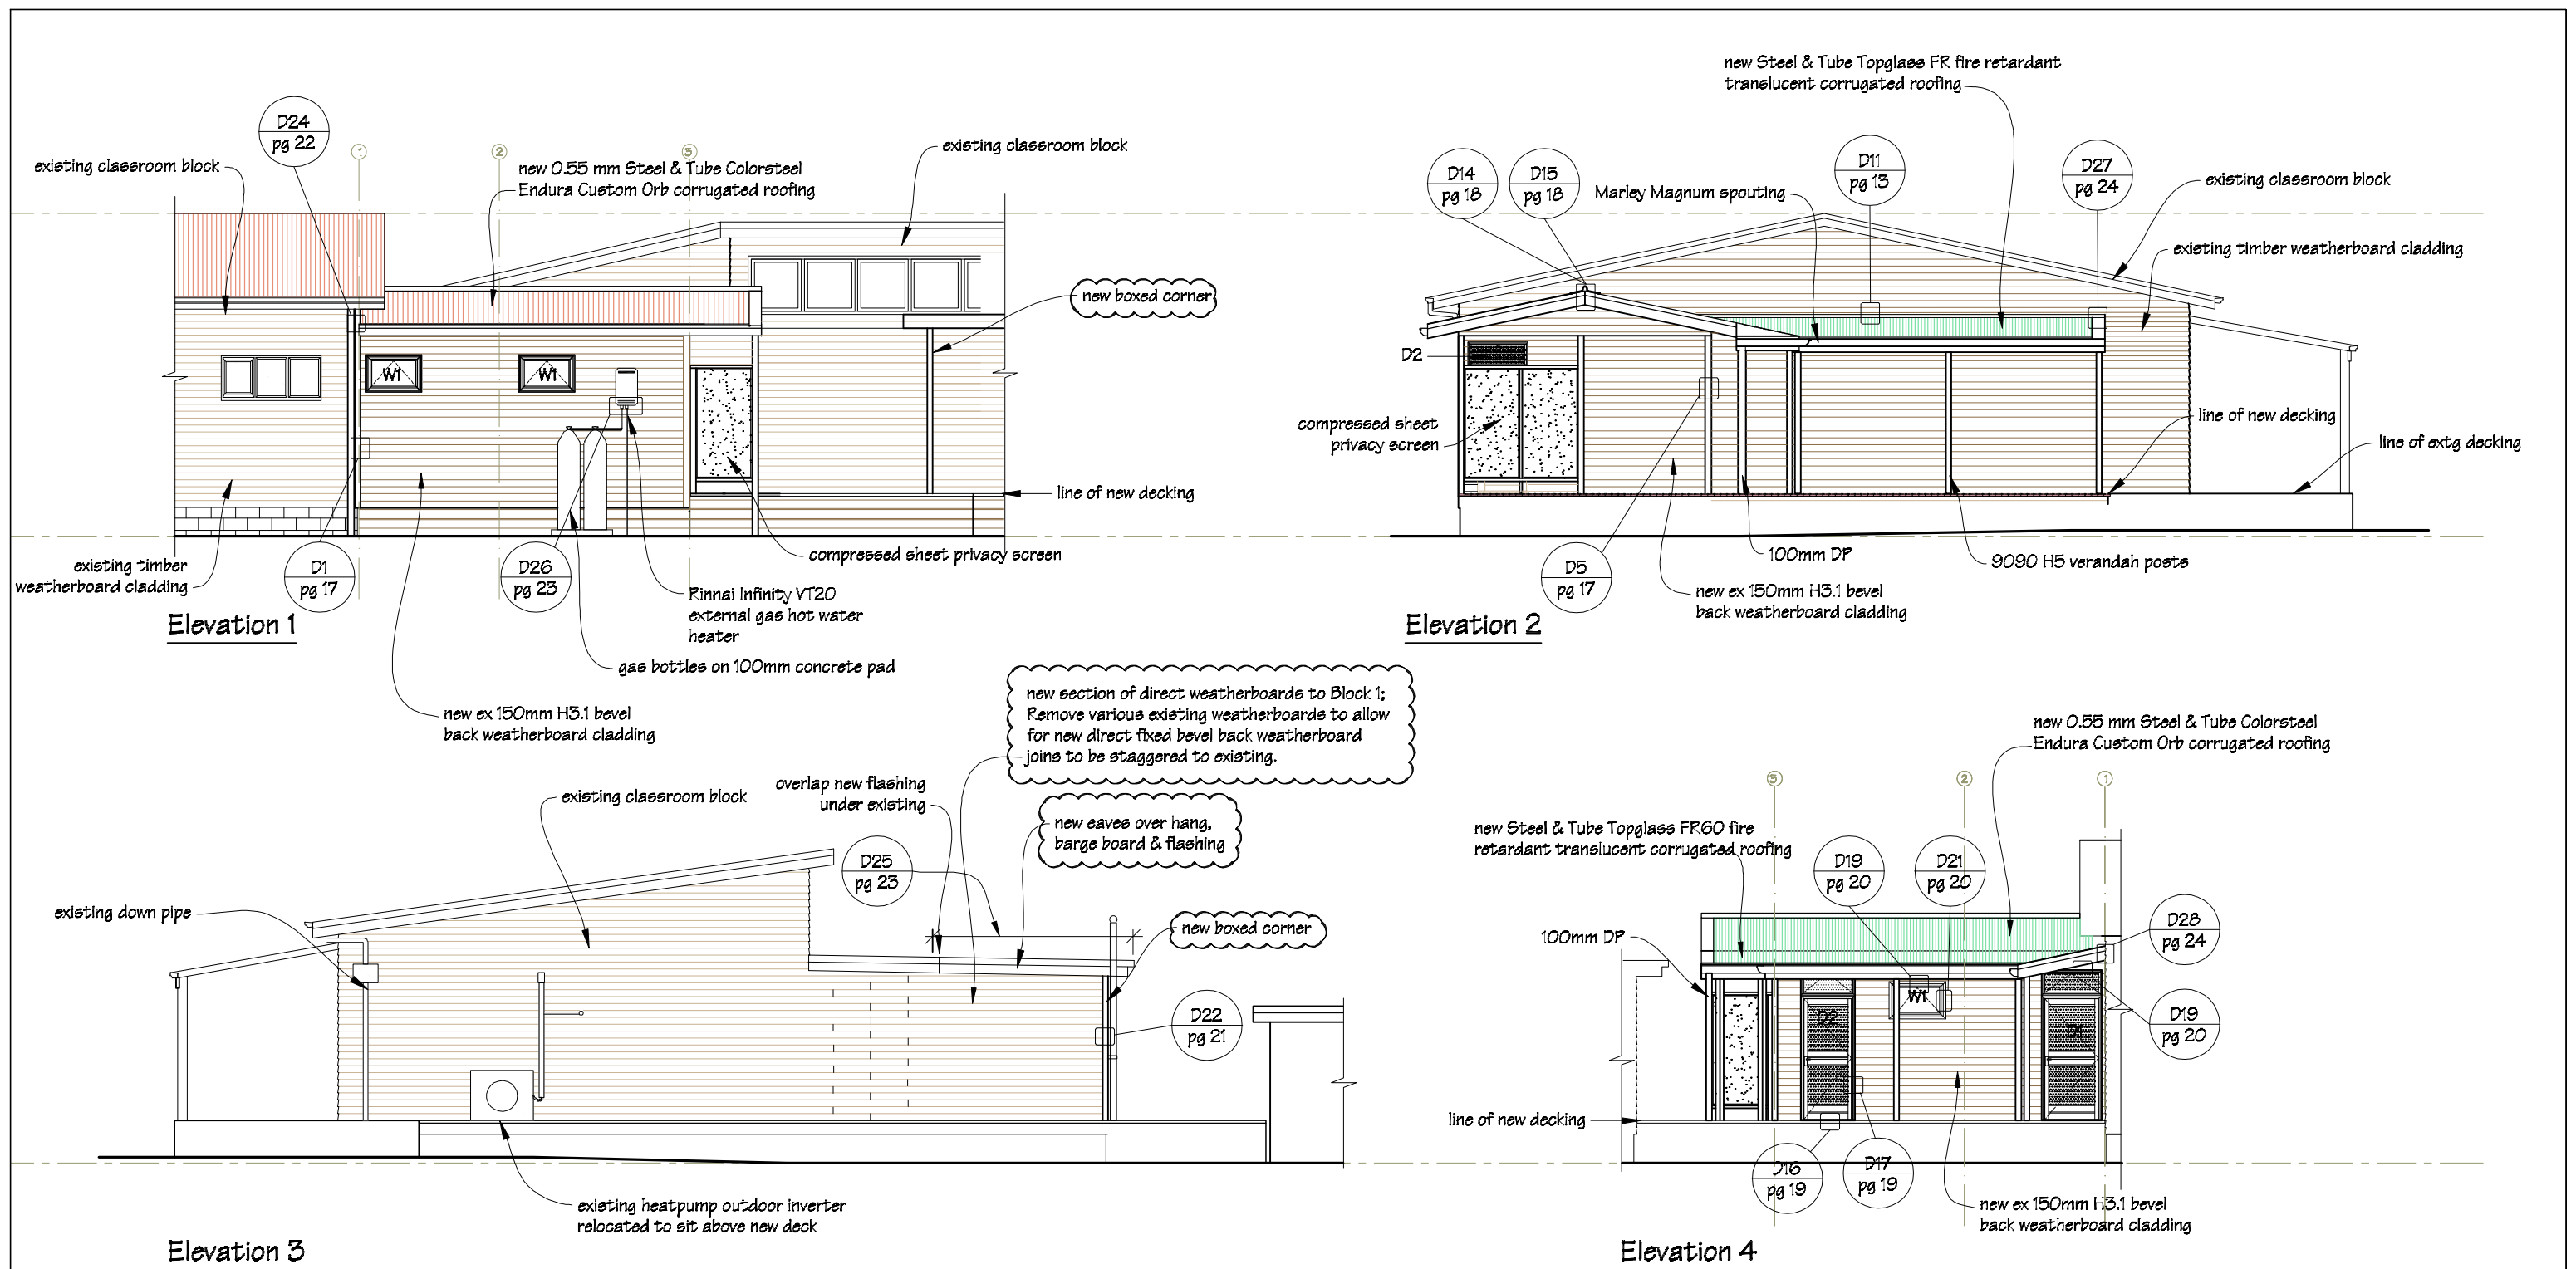 D24
pg 22
existing classroom block
1
2
3
new 0.55 mm Steel & Tube Colorsteel
Endura Custom Orb corrugated roofing
existing classroom block
new boxed corner
W1
W1
line of new decking
compressed sheet privacy screen
existing timber
weatherboard cladding
D1
pg 17
D26
pg 23
Rinnai Infinity VT20
external gas hot water
heater
gas bottles on 100mm concrete pad
new ex 150mm H3.1 bevel
back weatherboard cladding
Elevation 1
new Steel & Tube Topglass FR fire retardant
translucent corrugated roofing
D14
pg 18
D15
pg 18
Marley Magnum spouting
D11
pg 13
D27
pg 24
existing classroom block
existing timber weatherboard cladding
D2
compressed sheet
privacy screen
line of new decking
line of extg decking
D5
pg 17
100mm DP
9090 H5 verandah posts
new ex 150mm H3.1 bevel
back weatherboard cladding
Elevation 2
new section of direct weatherboards to Block 1;
Remove various existing weatherboards to allow
for new direct fixed bevel back weatherboard
joins to be staggered to existing.
existing classroom block
overlap new flashing
under existing
new eaves over hang,
barge board & flashing
D25
pg 23
existing down pipe
new boxed corner
D22
pg 21
existing heatpump outdoor inverter
relocated to sit above new deck
Elevation 3
new 0.55 mm Steel & Tube Colorsteel
Endura Custom Orb corrugated roofing
3
2
1
new Steel & Tube Topglass FR60 fire
retardant translucent corrugated roofing
D19
pg 20
D21
pg 20
D28
pg 24
100mm DP
W1
D2
D1
D19
pg 20
line of new decking
D16
pg 19
D17
pg 19
new ex 150mm H3.1 bevel
back weatherboard cladding
Elevation 4